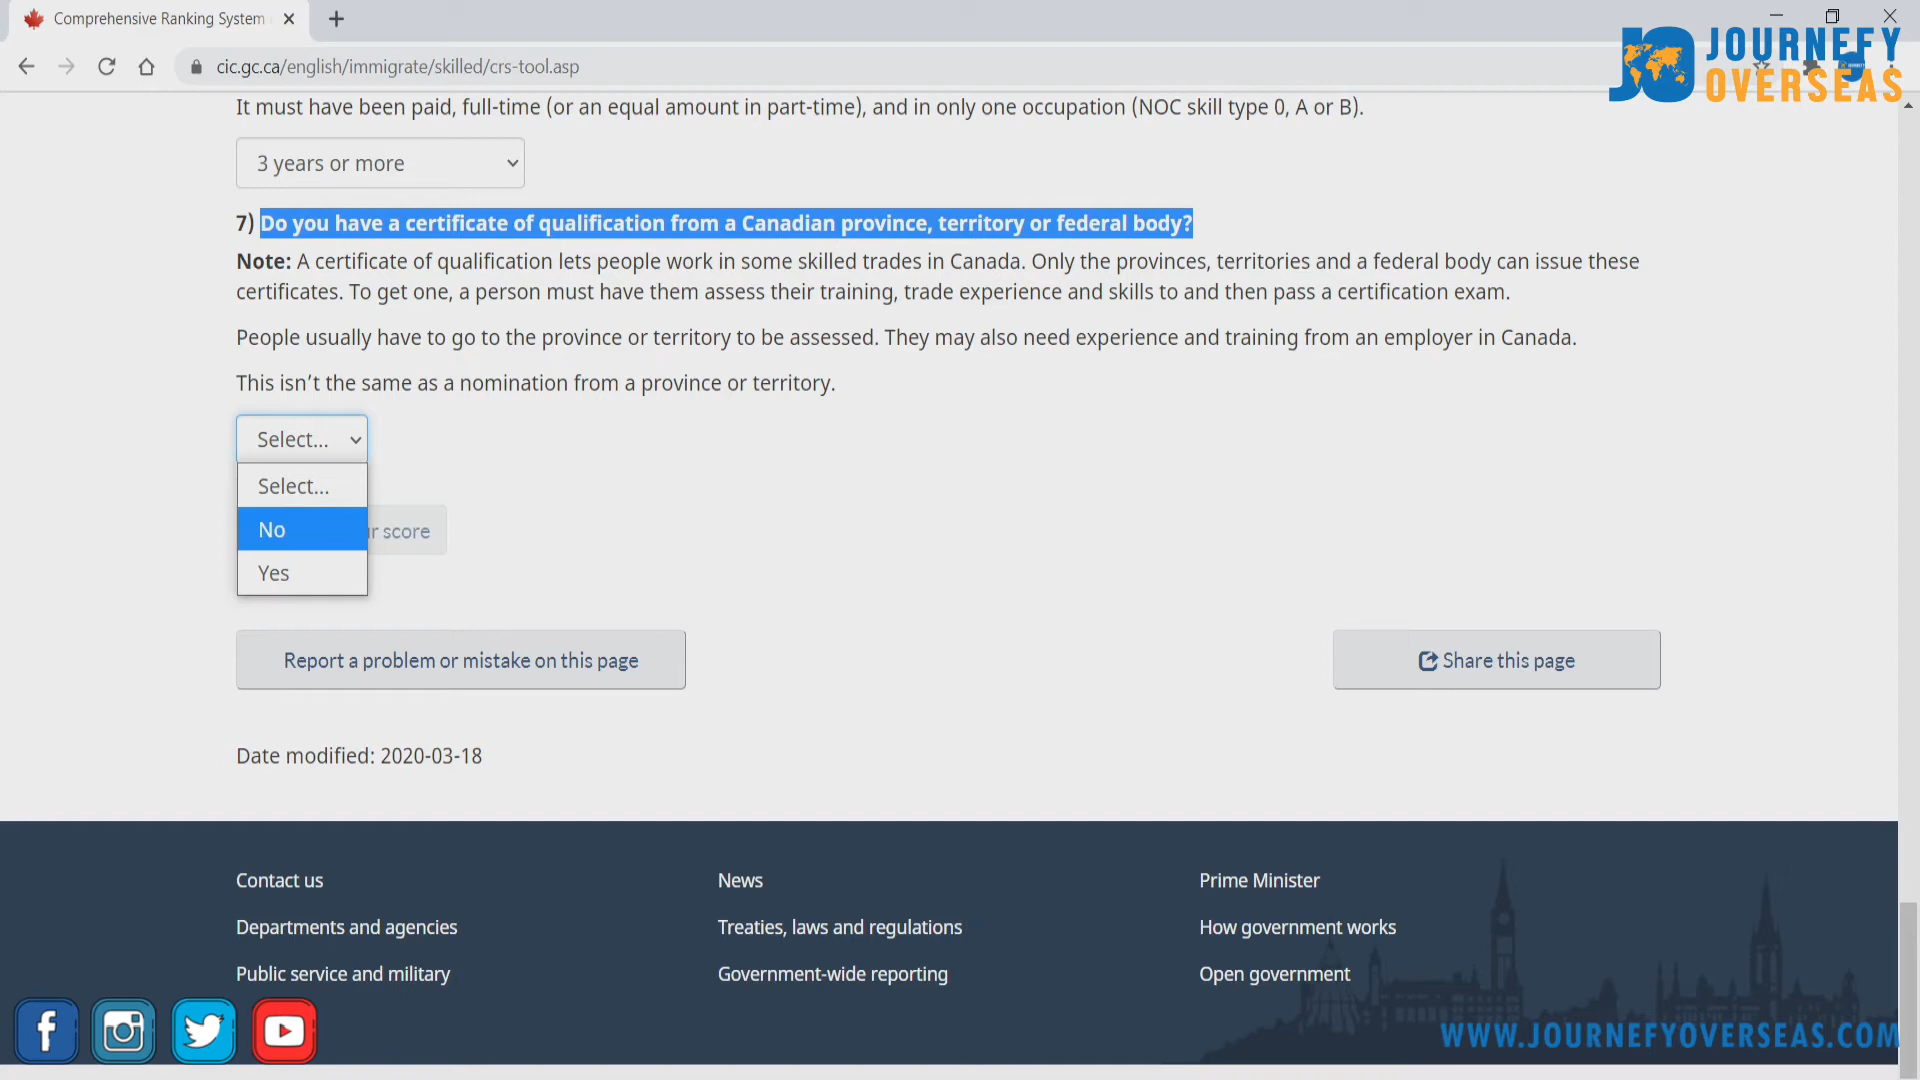 Comprehensive Ranking System
JOURNEFY
OVERSEAS
cic.gc.ca/english/immigrate/skilled/crs-tool.asp
It must have been paid, full-time (or an equal amount in part-time), and in only one occupation (NOC skill type 0, A or B).
3 years or more
7) Do you have a certificate of qualification from a Canadian province, territory or federal body?
Note: A certificate of qualification lets people work in some skilled trades in Canada. Only the provinces, territories and a federal body can issue these
certificates. To get one, a person must have them assess their training, trade experience and skills to and then pass a certification exam.
People usually have to go to the province or territory to be assessed. They may also need experience and training from an employer in Canada.
This isn't the same as a nomination from a province or territory.
Select...
Select...
No
r score
Yes
Report a problem or mistake on this page
Share this page
Date modified: 2020-03-18
Contact us
News
Prime Minister
Departments and agencies
Treaties, laws and regulations
How government works
Public service and military
Government-wide reporting
Open government
WWW.JOURNEFYOVERSEAS.COM